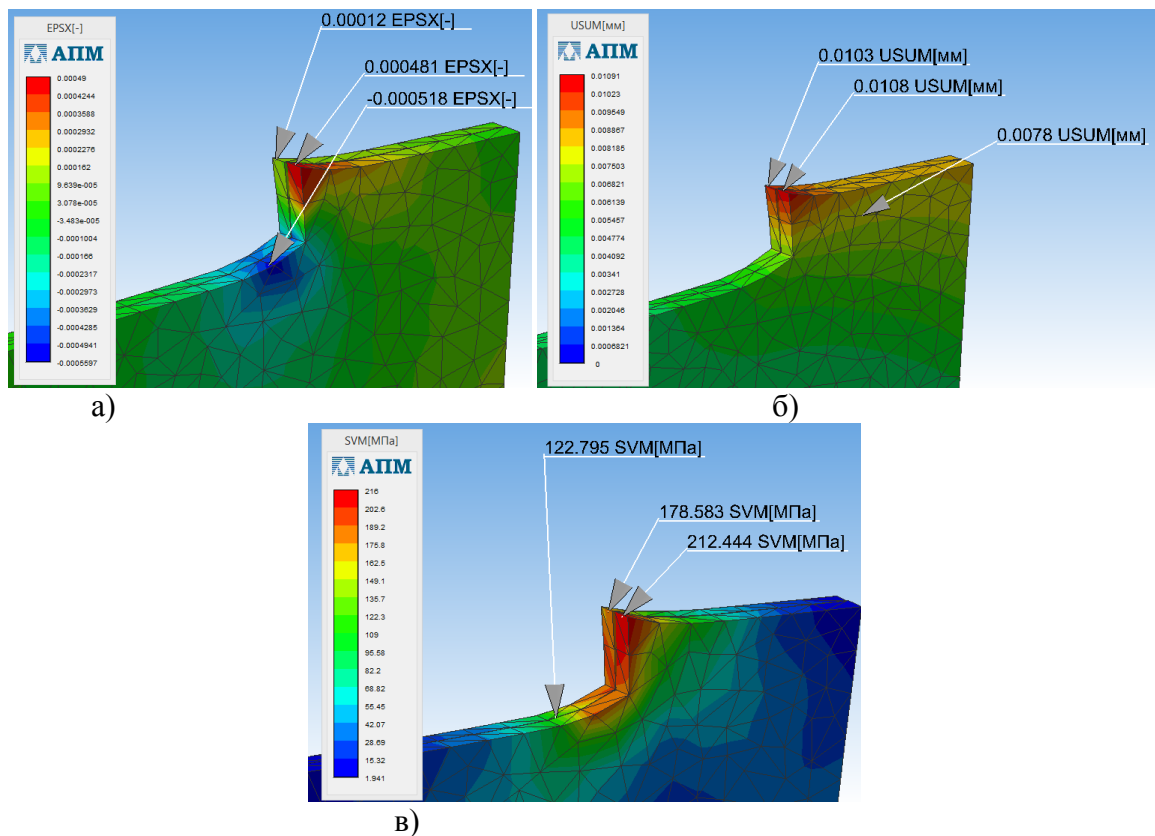 EPSX[-]
АПМ
0.00049
0.0004244
0.0003588
0.0002932
0.0002276
0.000162
9.639e-005
3.078e-005
-3.483e-005
-0.0001004
-0.000166
-0.0002317
-0.0002973
-0.0003629
-0.0004285
-0.0004941
-0.0005597
0.00012 EPSX[-]
0.000481 EPSX[-]
-0.000518 EPSX[-]
а)
USUM[мм]
АПМ
0.01091
0.01023
0.009549
0.008867
0.008185
0.007503
0.006821
0.006139
0.005457
0.004774
0.004092
0.00341
0.002728
0.002046
0.001364
0.0006821
0
0.0103 USUM[мм]
0.0108 USUM[мм]
0.0078 USUM[мм]
б)
SVM[МПа]
АПМ
216
202.6
189.2
175.8
162.5
149.1
135.7
122.3
109
95.58
82.2
68.82
55.45
42.07
28.69
15.32
1.941
122.795 SVM[МПа]
178.583 SVM[МПа]
212.444 SVM[МПа]
в)